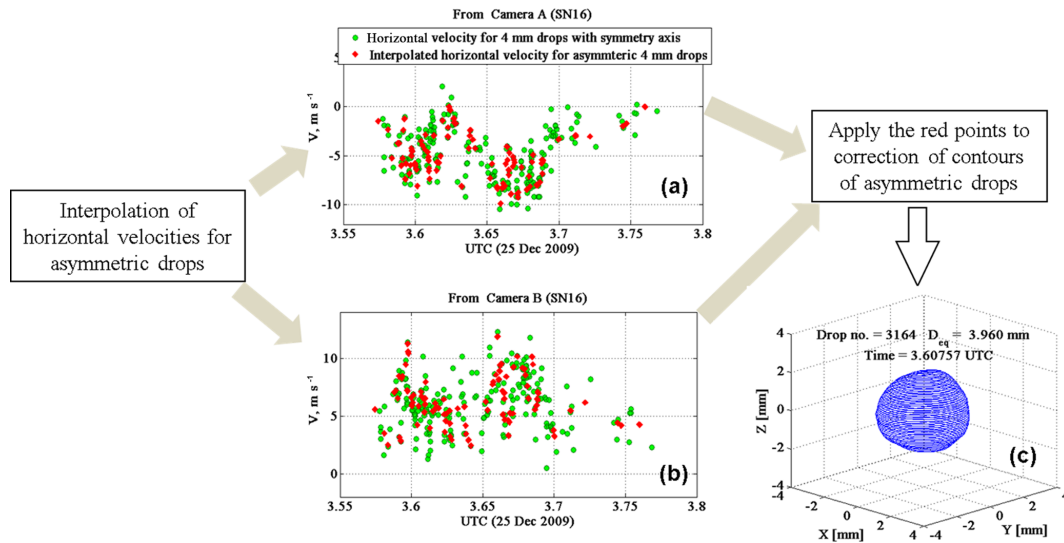 From Camera A (SN16)
Horizontal velocity for 4 mm drops with symmetry axis
Interpolated horizontal velocity for asymmteric 4 mm drops
V, m s⁻¹
0
-5
-10
3.55 3.6 3.65 3.7 3.75 3.8
UTC (25 Dec 2009)
(a)
Interpolation of
horizontal velocities for
asymmetric drops
Apply the red points to
correction of contours
of asymmetric drops
From Camera B (SN16)
V, m s⁻¹
10
5
0
3.55 3.6 3.65 3.7 3.75 3.8
UTC (25 Dec 2009)
(b)
Drop no. = 3164 D_eq = 3.960 mm
Time = 3.60757 UTC
Z [mm]
4
2
0
-2
-4
-4 -2 0 2 4
X [mm]
-4 -2 0 2 4
Y [mm]
(c)